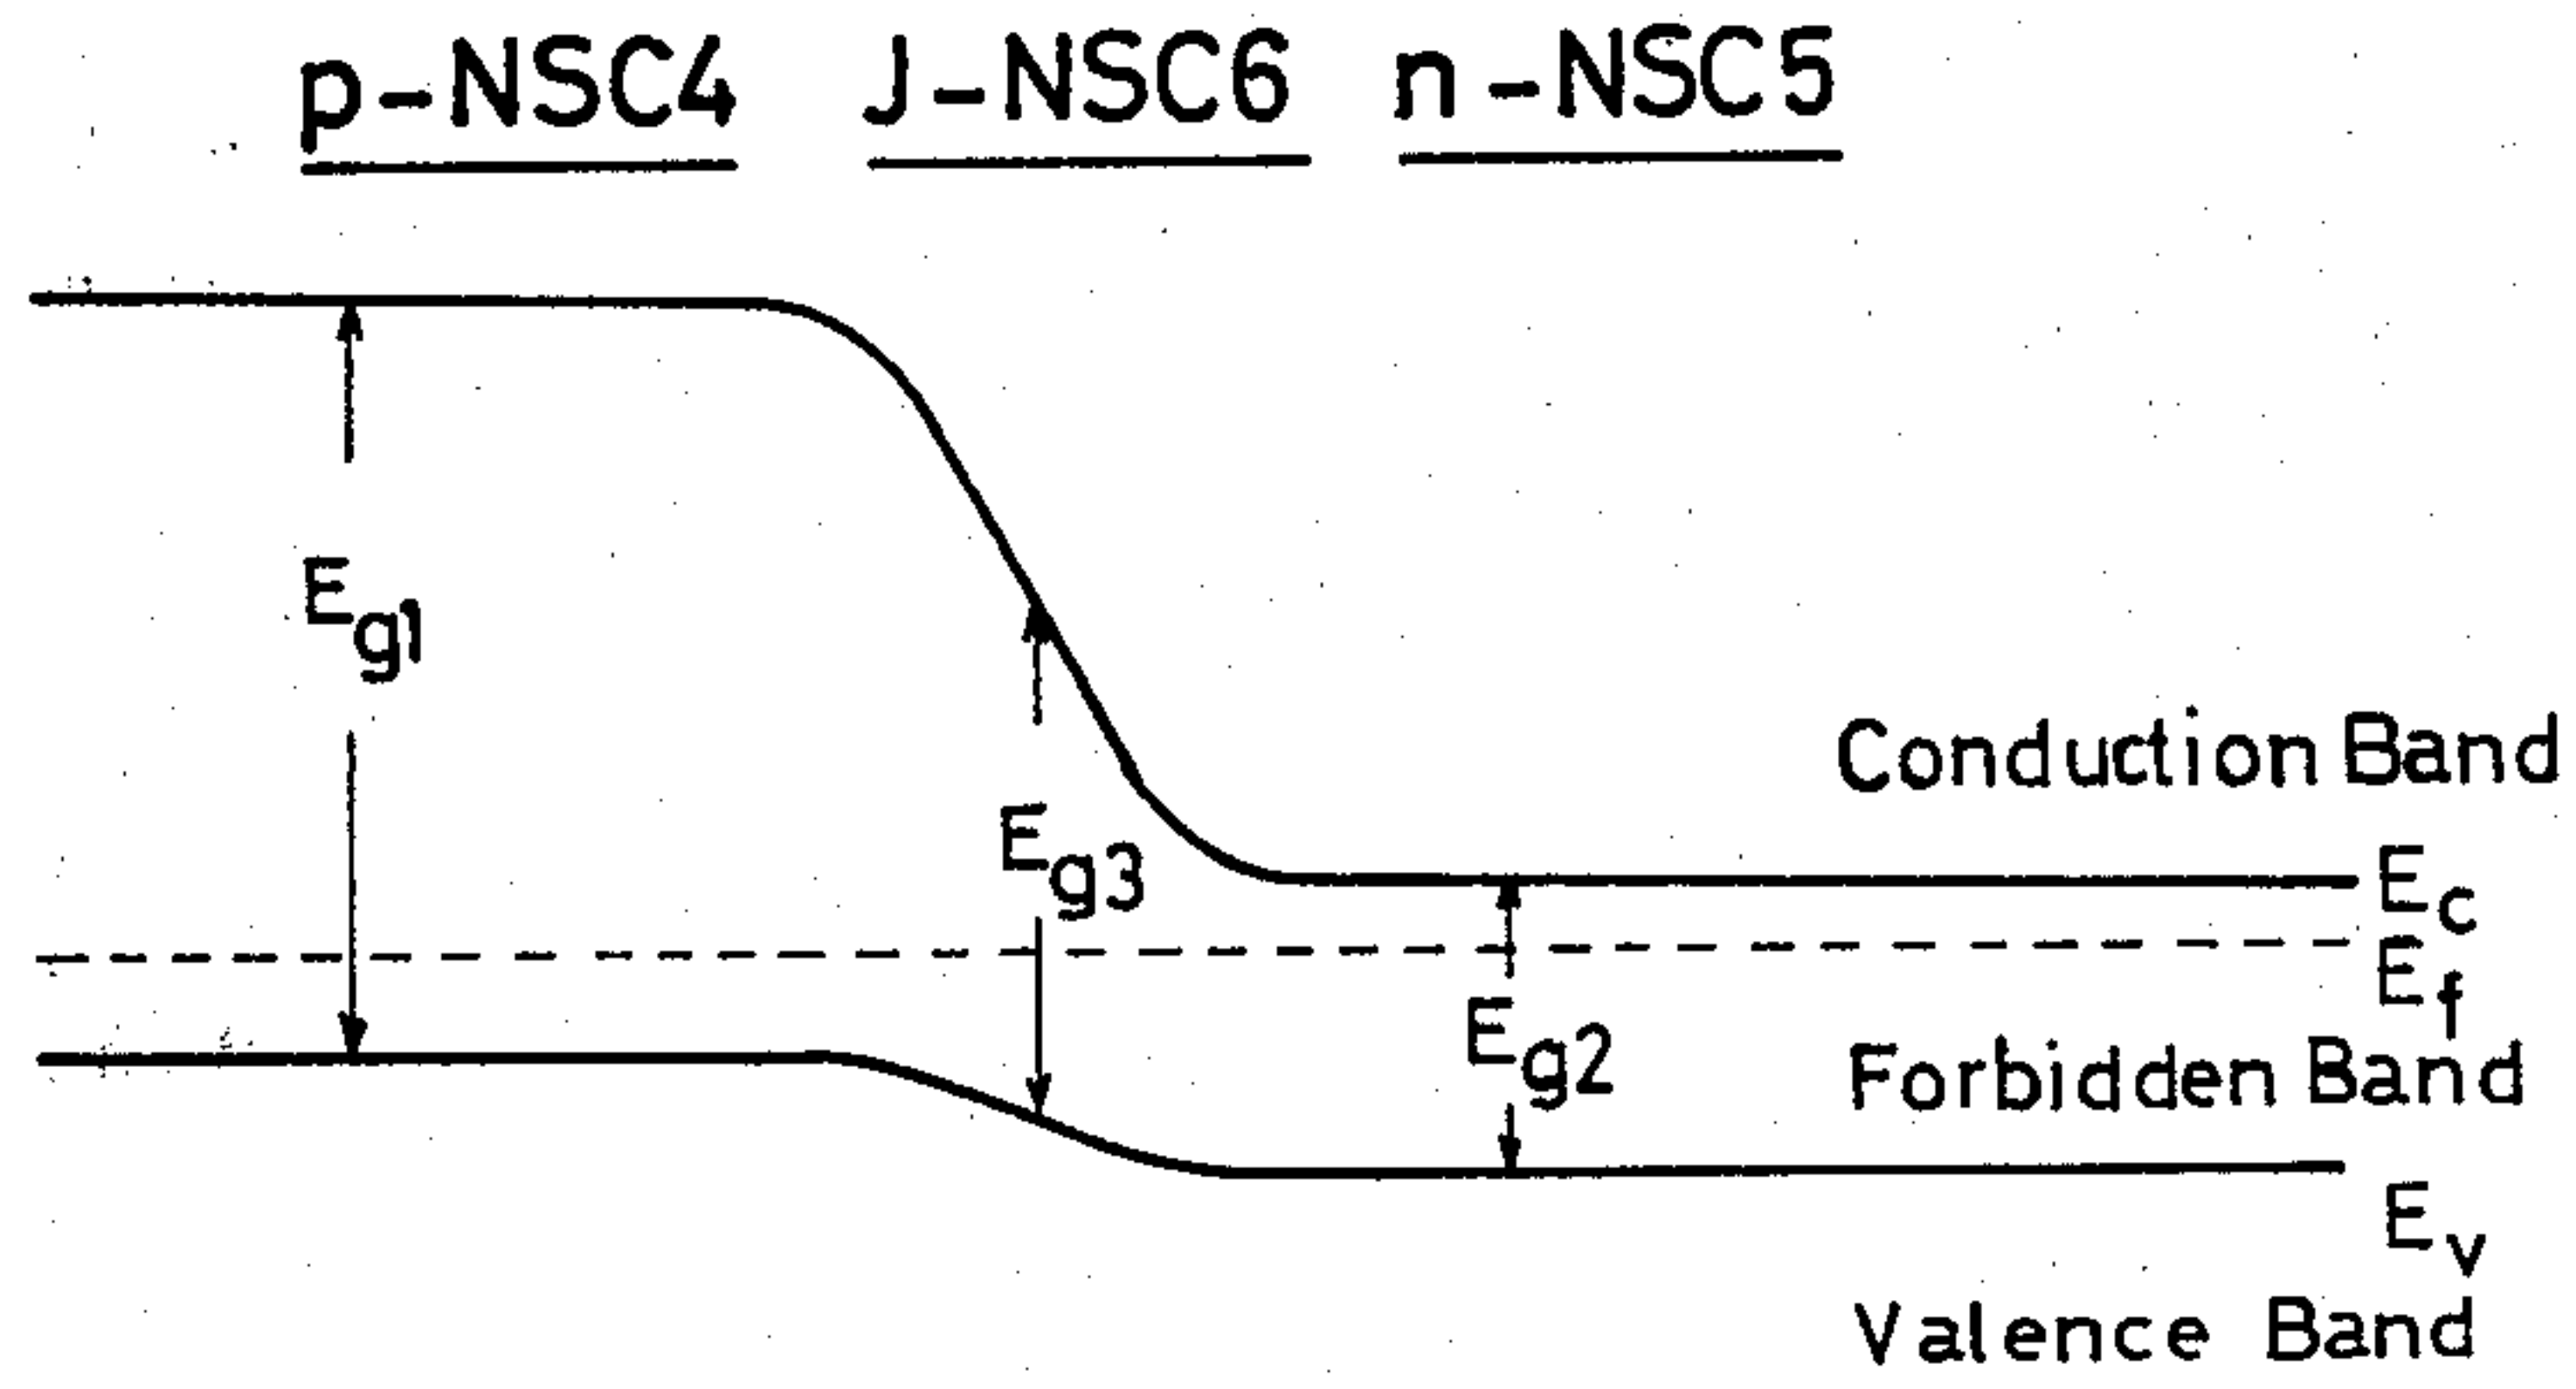 p-NSC4 J-NSC6 n-NSC5
Eg1
Conduction Band
Eg3
Ec
Ef
Eg2
Forbidden Band
Ev
Valence Band